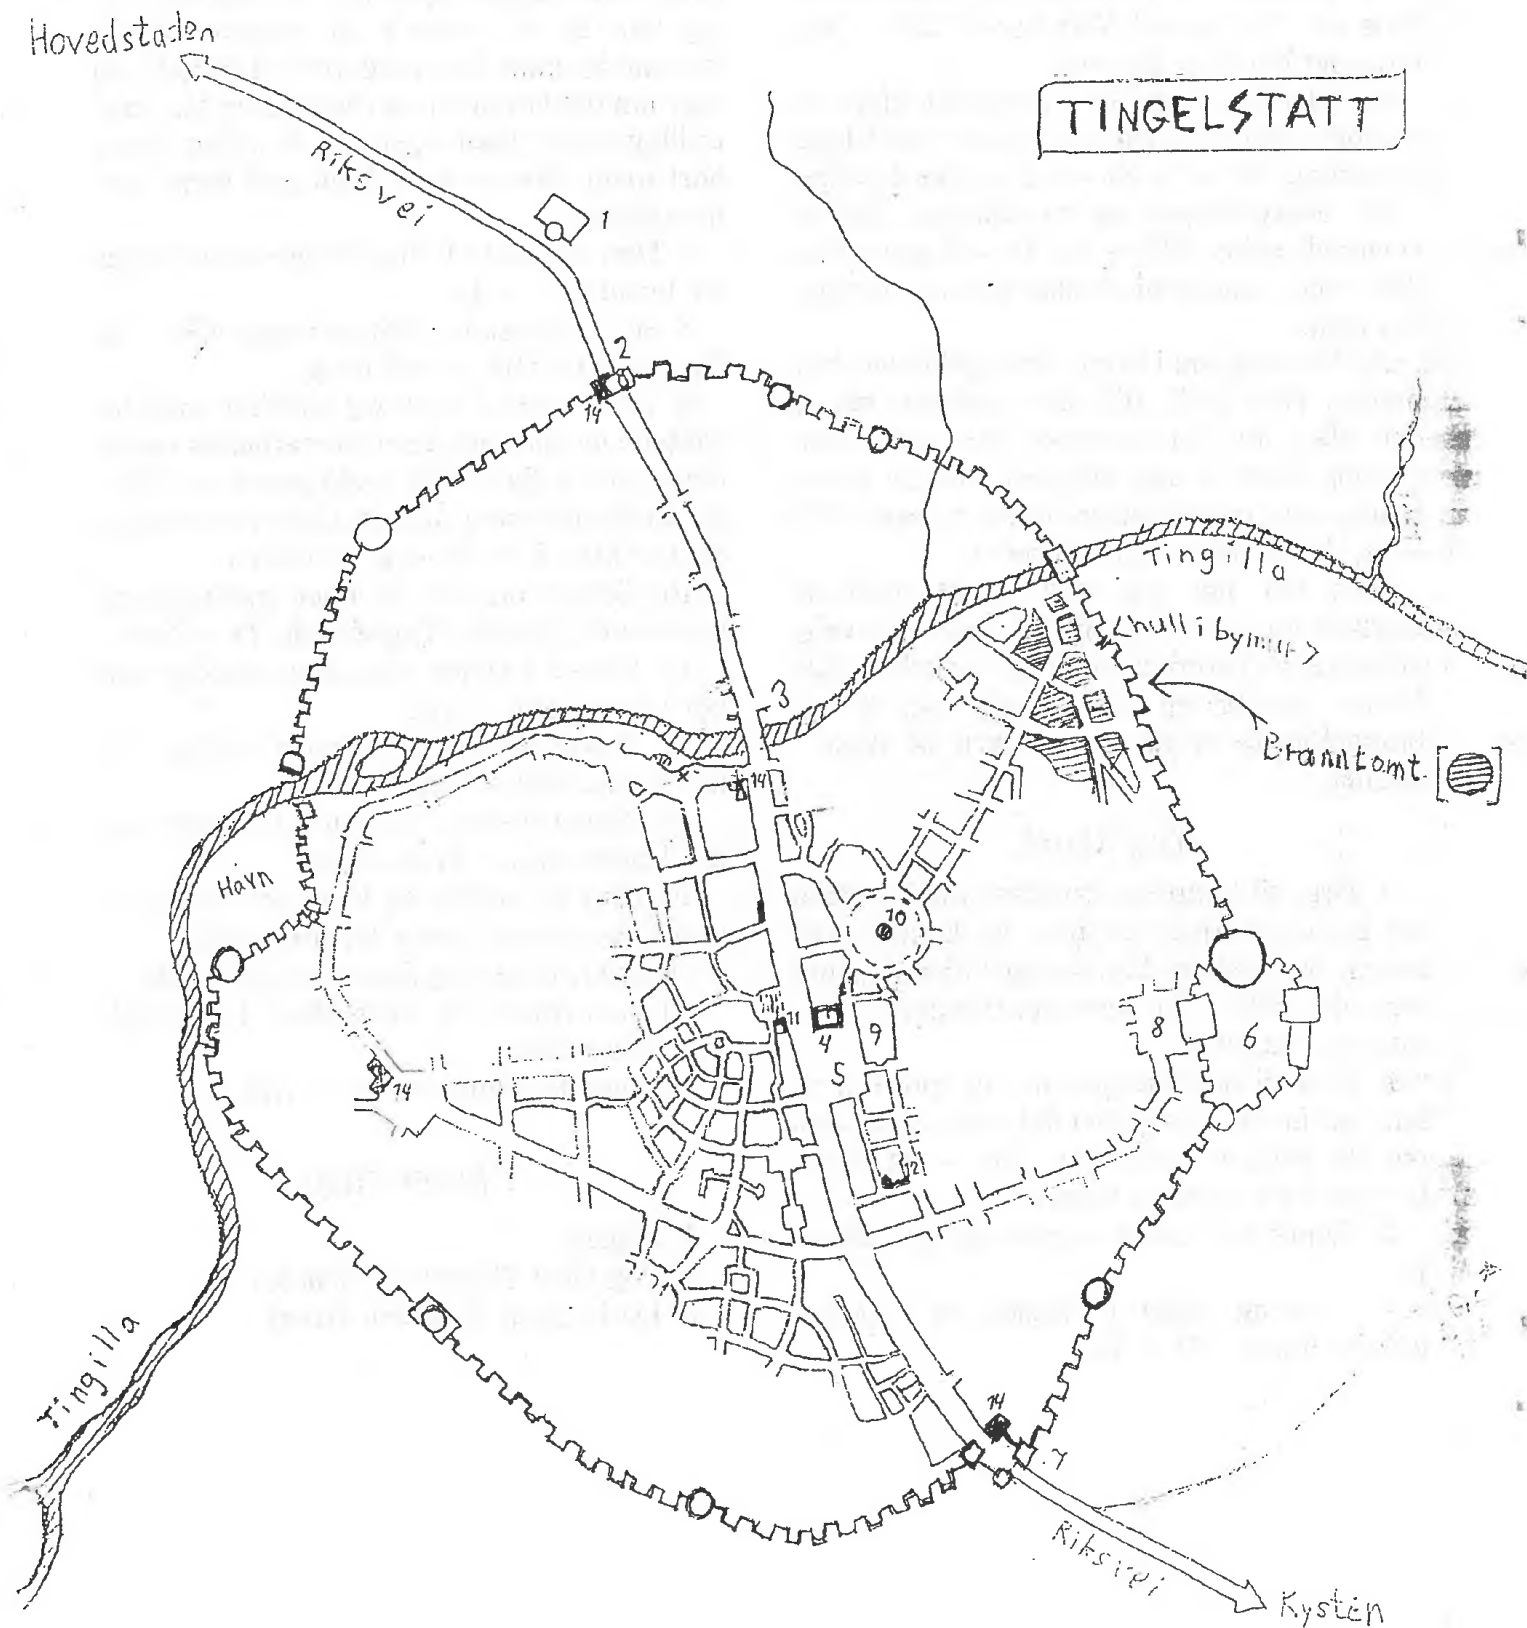 Hovedstaden
TINGELSTATT
Riksvei
1
2
14
Tingilla
<hull i bymur>
3
Branntomt.
14
Havn
10
11
4
9
8
6
5
14
12
Tingilla
14
7
Riksvei
Kysten